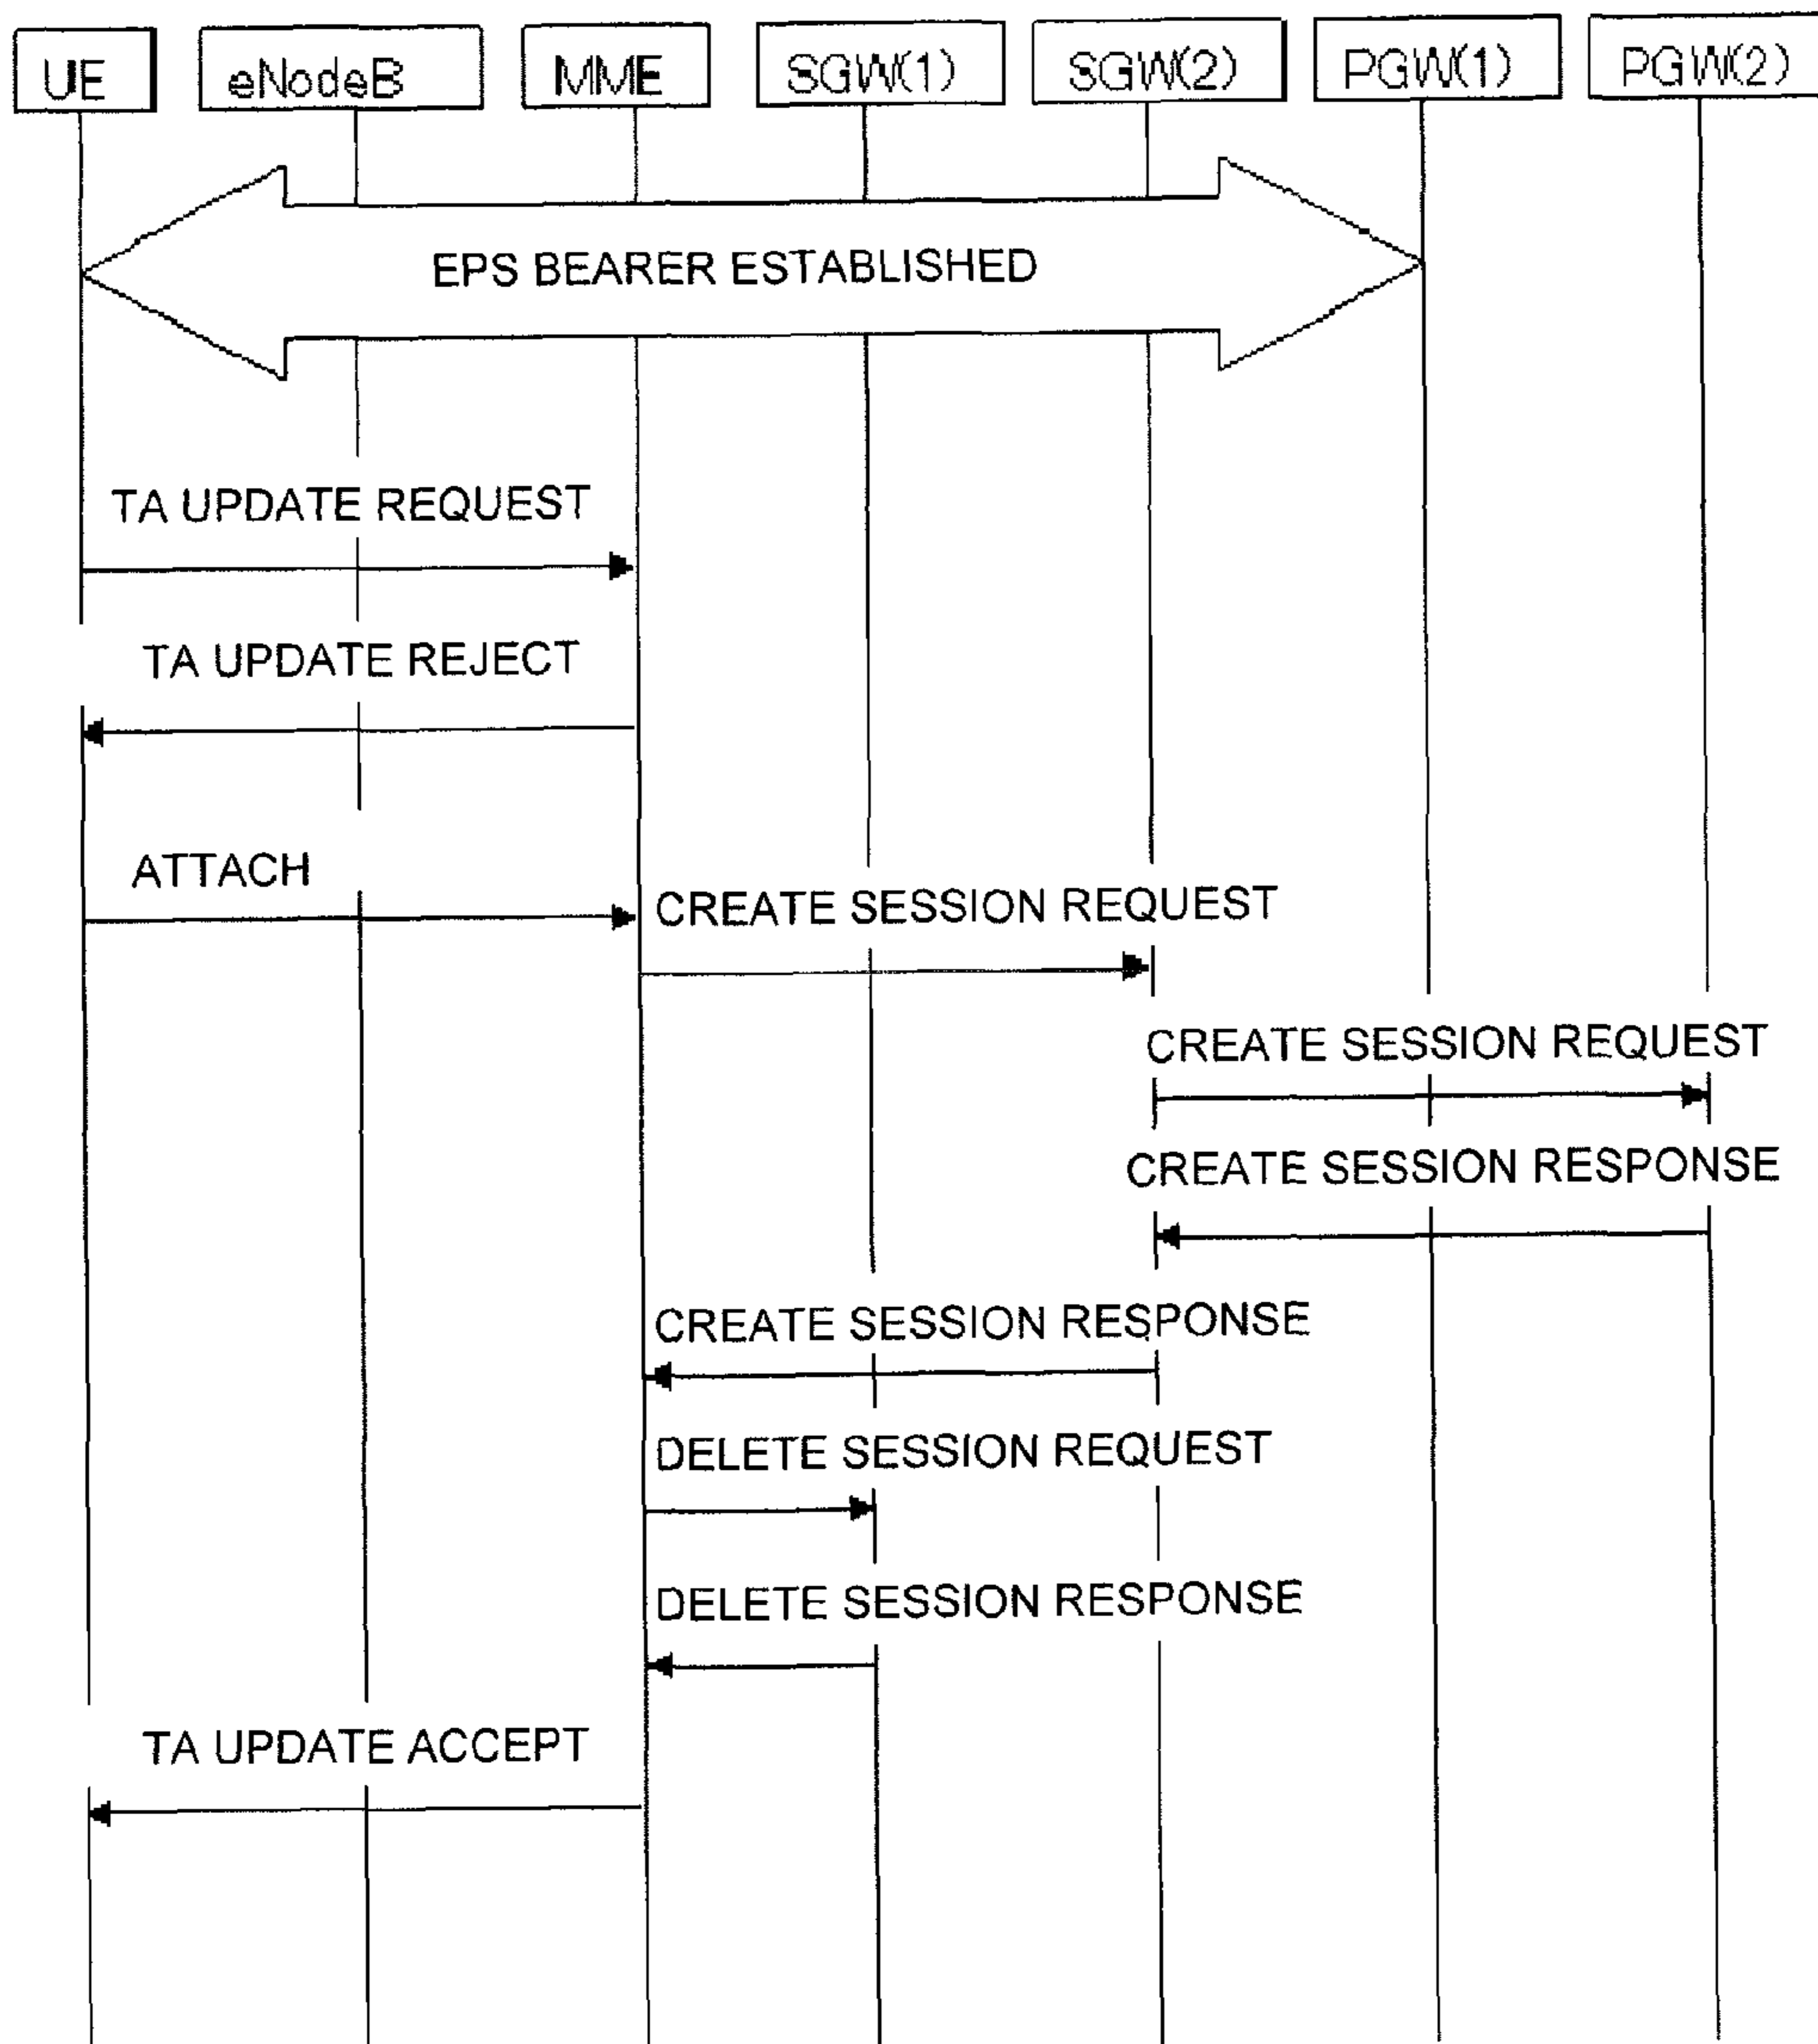 UE eNodeB MME SGW(1) SGW(2) PGW(1) PGW(2)
EPS BEARER ESTABLISHED
TA UPDATE REQUEST
TA UPDATE REJECT
ATTACH
CREATE SESSION REQUEST
CREATE SESSION REQUEST
CREATE SESSION RESPONSE
CREATE SESSION RESPONSE
DELETE SESSION REQUEST
DELETE SESSION RESPONSE
TA UPDATE ACCEPT